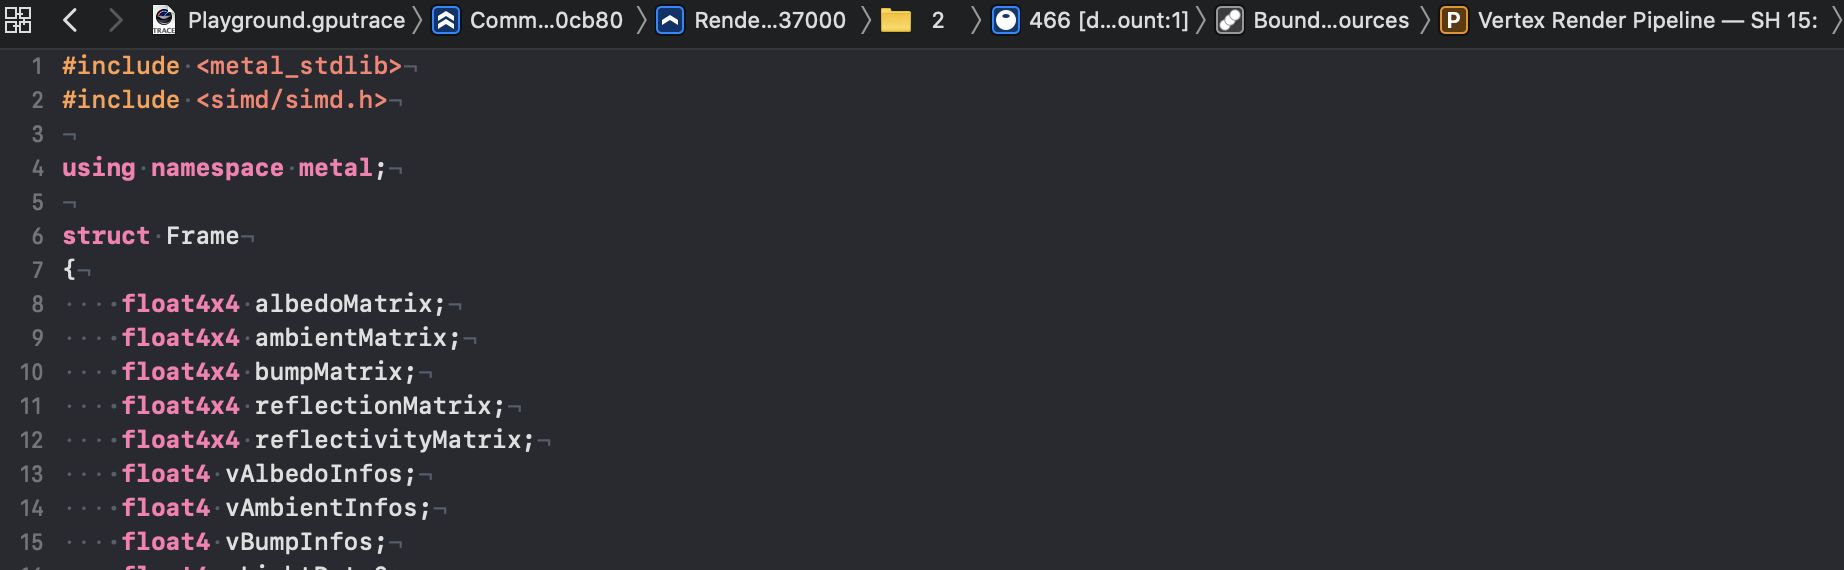 TRACE Playground.gputrace Comm...0cb80 Rende...37000 2 466 [d...ount:1] Bound...ources P Vertex Render Pipeline — SH 15:
1 #include <metal_stdlib>
2 #include <simd/simd.h>
3
4 using namespace metal;
5
6 struct Frame
7 {
8 float4x4 albedoMatrix;
9 float4x4 ambientMatrix;
10 float4x4 bumpMatrix;
11 float4x4 reflectionMatrix;
12 float4x4 reflectivityMatrix;
13 float4 vAlbedoInfos;
14 float4 vAmbientInfos;
15 float4 vBumpInfos;